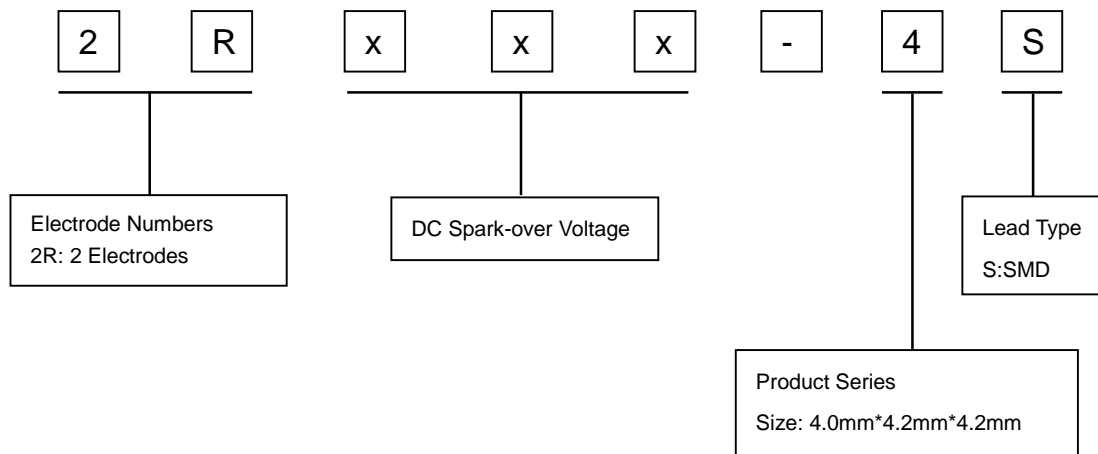 2 R x x x - 4 S
Electrode Numbers
2R: 2 Electrodes
DC Spark-over Voltage
Lead Type
S:SMD
Product Series
Size: 4.0mm*4.2mm*4.2mm